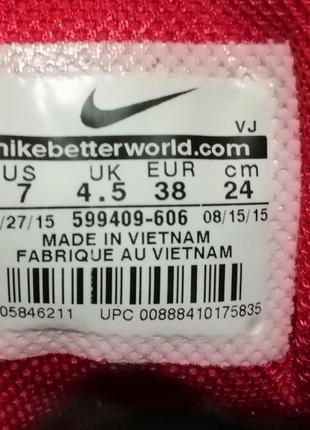 VJ
nikebetterworld.com
US UK EUR cm
7 4.5 38 24
/27/15 599409-606 08/15/15
MADE IN VIETNAM
FABRIQUE AU VIETNAM
05846211 UPC 00888410175835